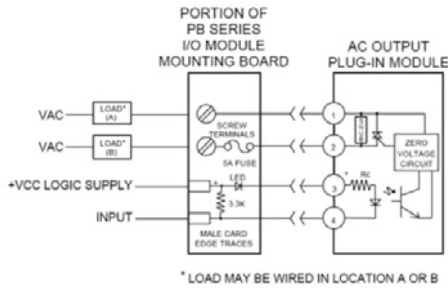 PORTION OF
PB SERIES
I/O MODULE
MOUNTING BOARD
AC OUTPUT
PLUG-IN MODULE
VAC
LOAD*
(A)
1
SCREW
TERMINALS
VAC
LOAD*
(B)
2
5A FUSE
ZERO
VOLTAGE
CIRCUIT
+VCC LOGIC SUPPLY
+
LED
3
*
Rc
3.3K
INPUT
4
MALE CARD
EDGE TRACES
* LOAD MAY BE WIRED IN LOCATION A OR B